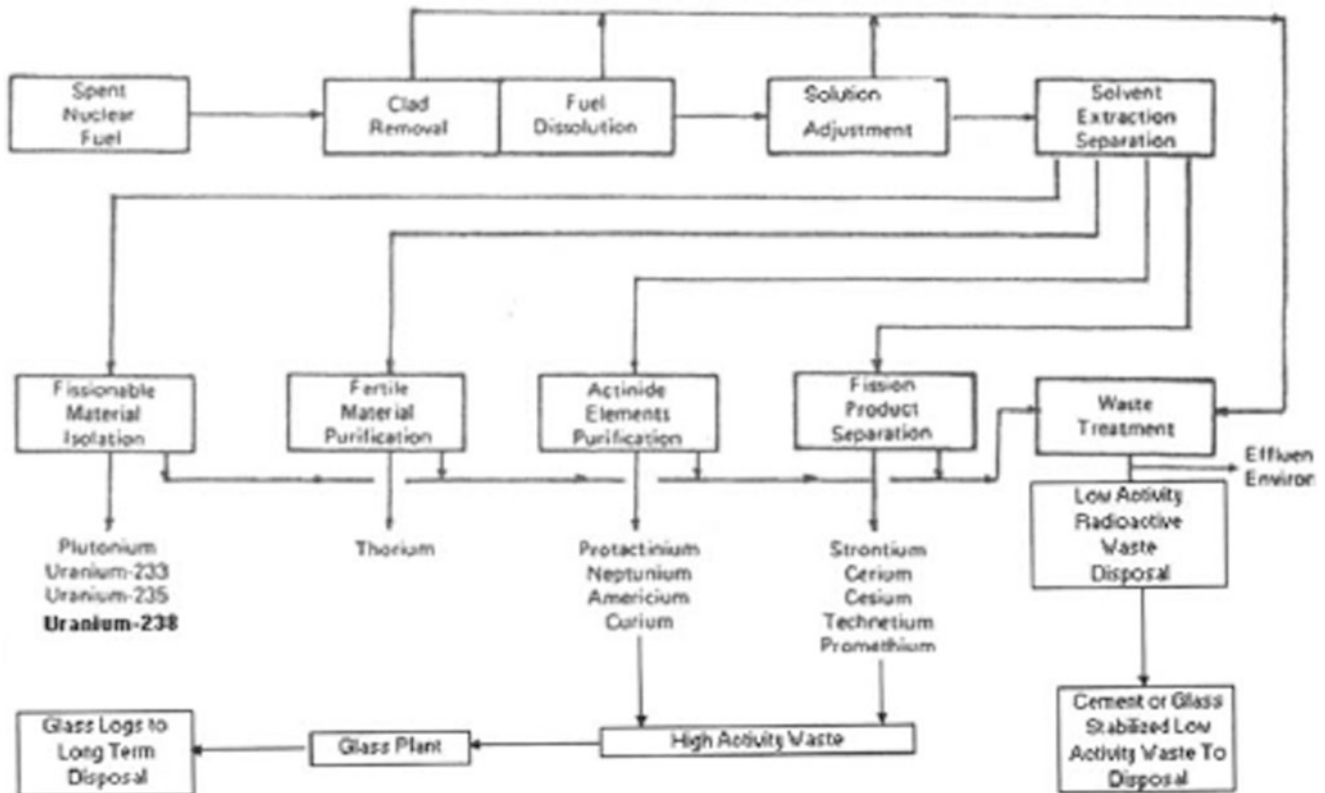 Spent
Nuclear
Fuel
Clad
Removal
Fuel
Dissolution
Solution
Adjustment
Solvent
Extraction
Separation
Fissionable
Material
Isolation
Fertile
Material
Purification
Actinide
Elements
Purification
Fission
Product
Separation
Waste
Treatment
Effluen
Environ
Low Activity
Radioactive
Waste
Disposal
Plutonium
Uranium-233
Uranium-235
Uranium-238
Thorium
Protactinium
Neptunium
Americium
Curium
Strontium
Cerium
Cesium
Technetium
Promethium
Glass Logs to
Long Term
Disposal
Glass Plant
High Activity Waste
Cement or Glass
Stabilized Low
Activity Waste To
Disposal